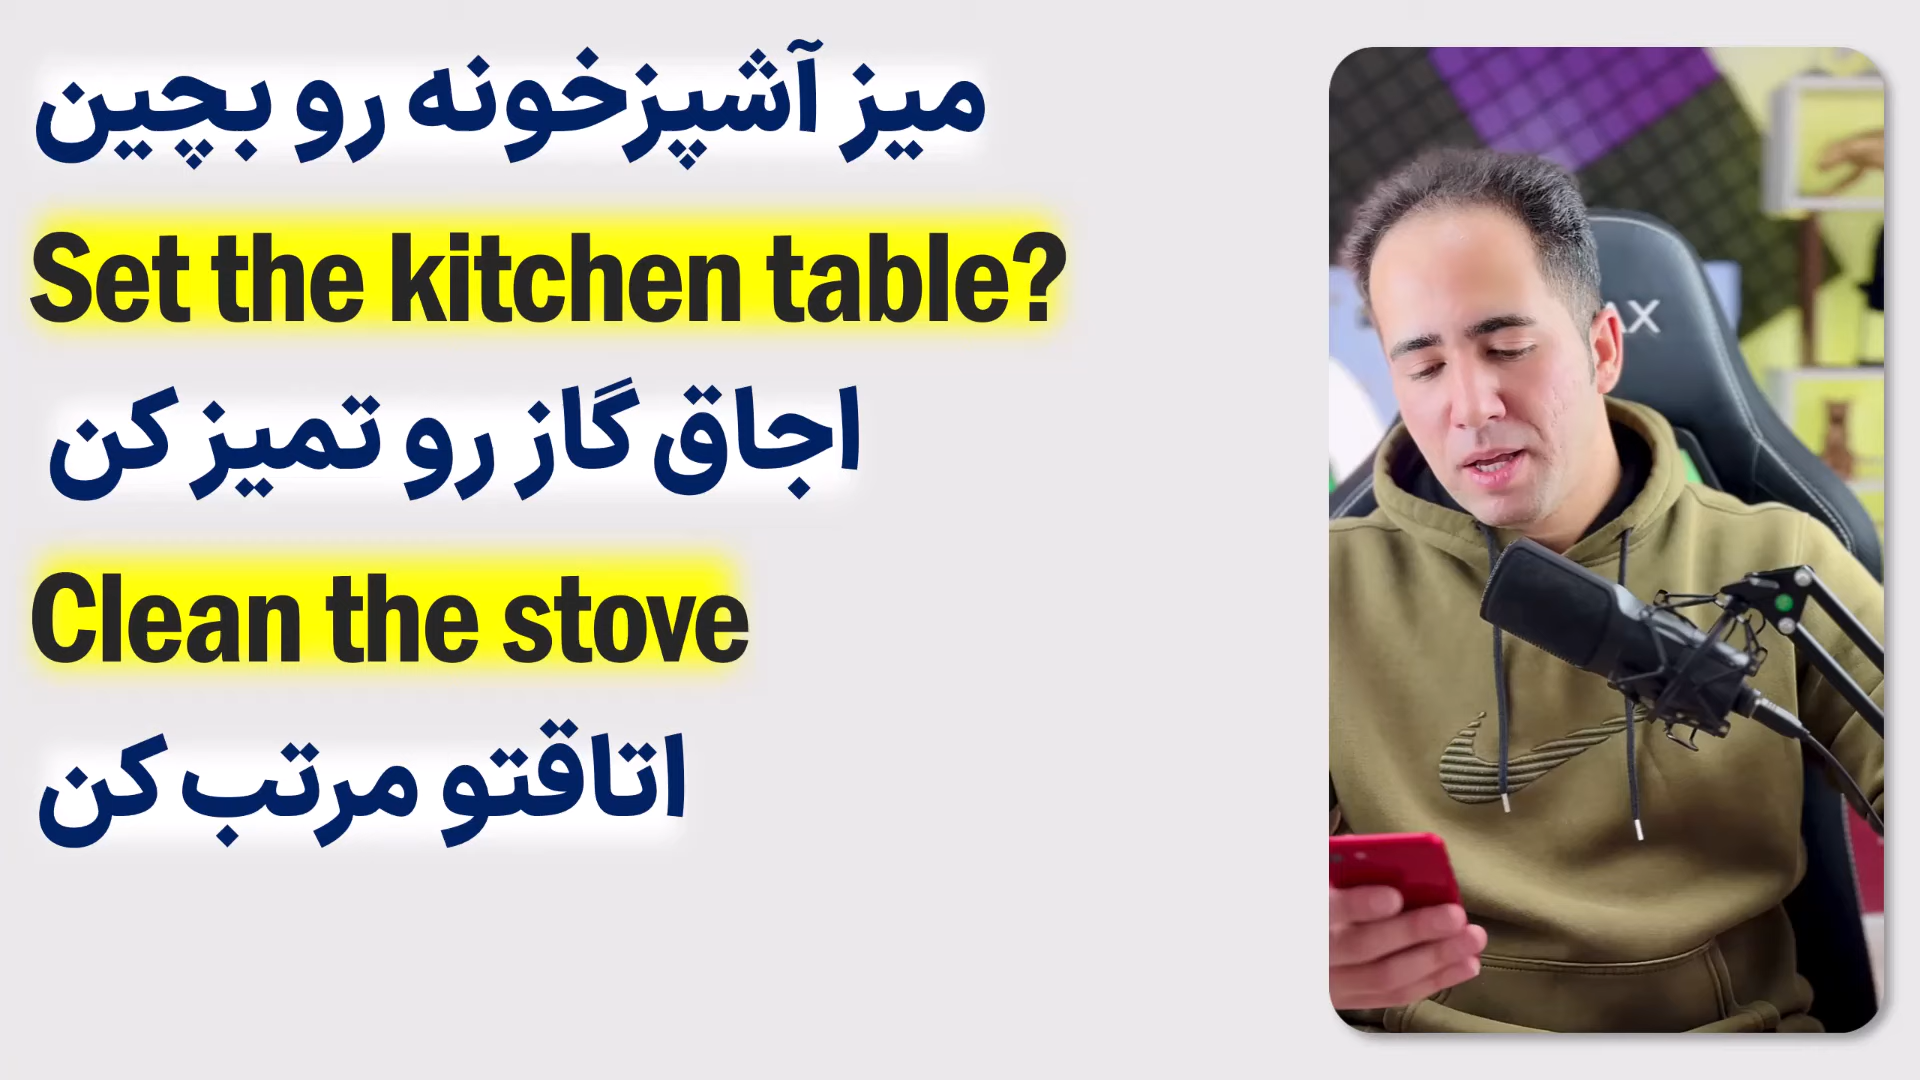 میز آشپزخونه رو بچین
Set the kitchen table?
اجاق گاز رو تمیز کن
Clean the stove
اتاقتو مرتب کن
AX